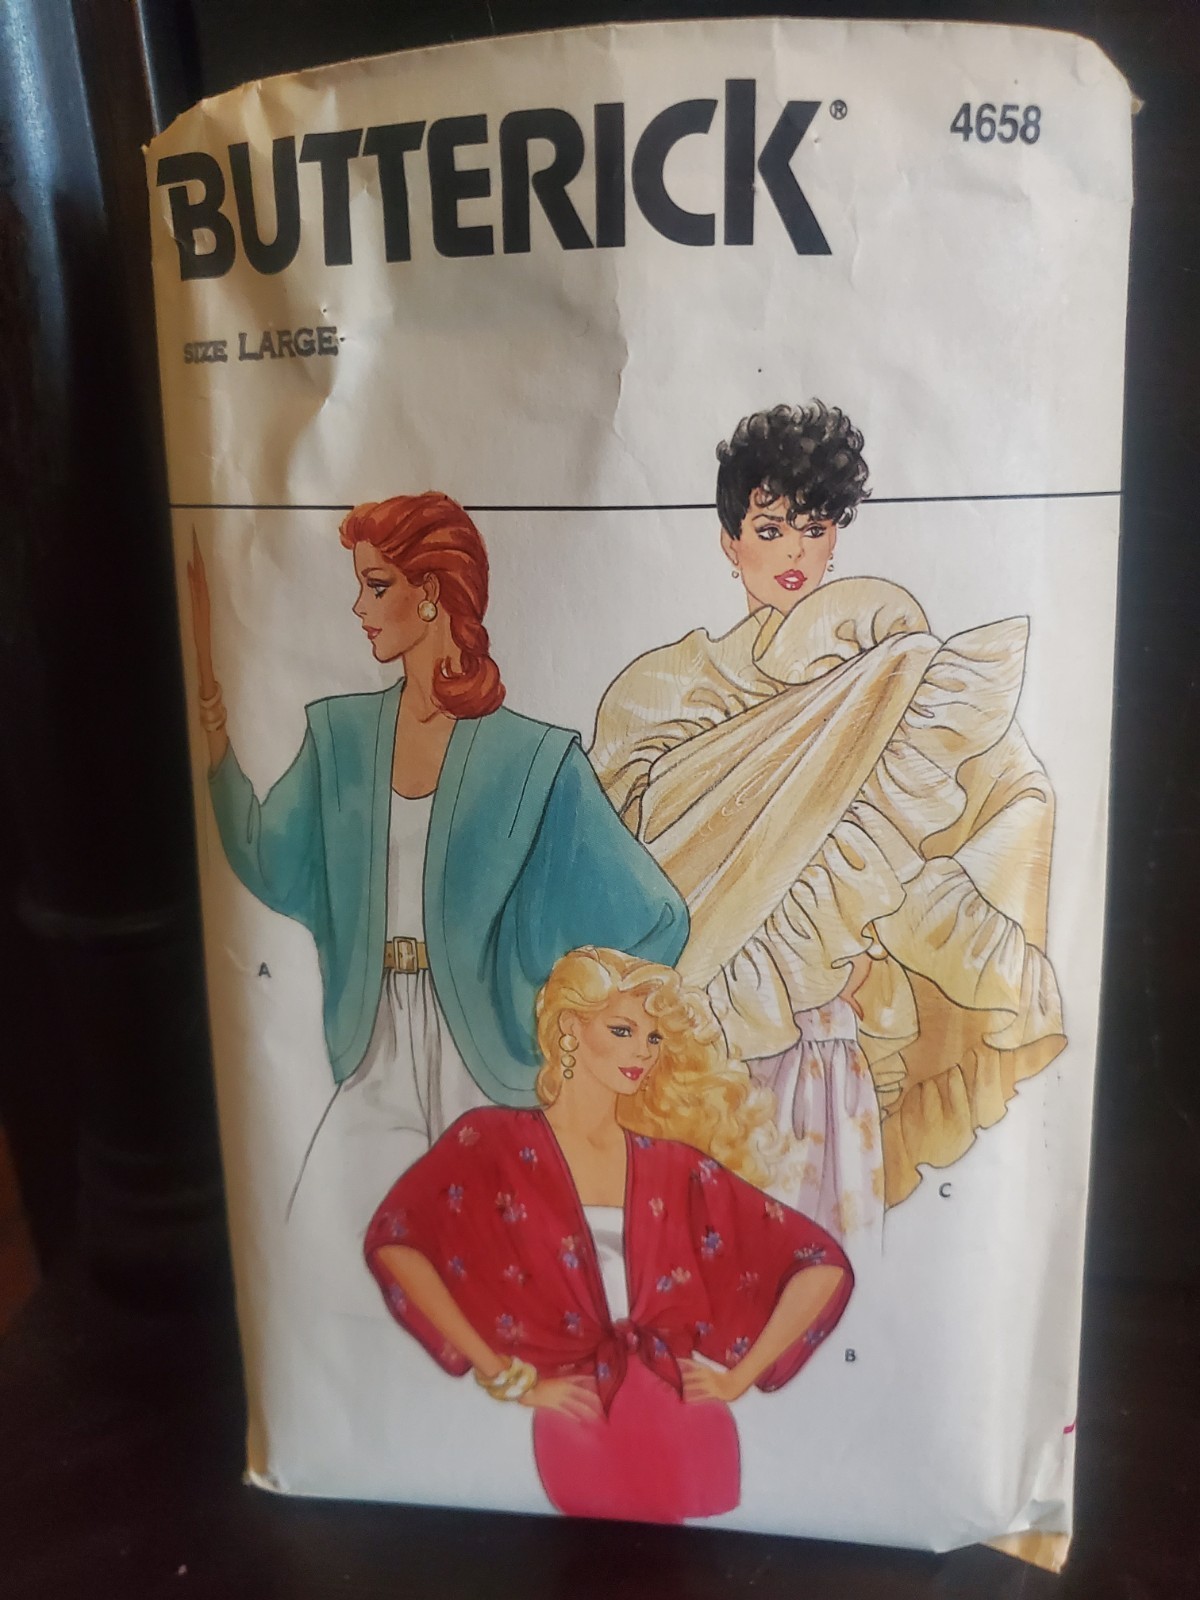 BUTTERICK®
4658
SIZE LARGE
A
C
B